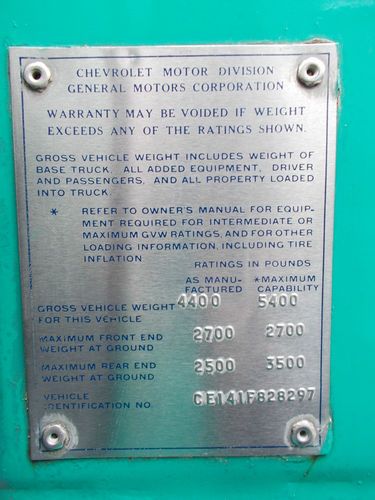 CHEVROLET MOTOR DIVISION
GENERAL MOTORS CORPORATION
WARRANTY MAY BE VOIDED IF WEIGHT
EXCEEDS ANY OF THE RATINGS SHOWN.
GROSS VEHICLE WEIGHT INCLUDES WEIGHT OF
BASE TRUCK, ALL ADDED EQUIPMENT, DRIVER
AND PASSENGERS, AND ALL PROPERTY LOADED
INTO TRUCK.
* REFER TO OWNER'S MANUAL FOR EQUIP-
MENT REQUIRED FOR INTERMEDIATE OR
MAXIMUM GVW RATINGS, AND FOR OTHER
LOADING INFORMATION, INCLUDING TIRE
INFLATION.
RATINGS IN POUNDS
AS MANU- *MAXIMUM
FACTURED CAPABILITY
GROSS VEHICLE WEIGHT 4400 5400
FOR THIS VEHICLE
MAXIMUM FRONT END 2700 2700
WEIGHT AT GROUND
MAXIMUM REAR END 2500 3500
WEIGHT AT GROUND
VEHICLE CE141F828297
IDENTIFICATION NO.